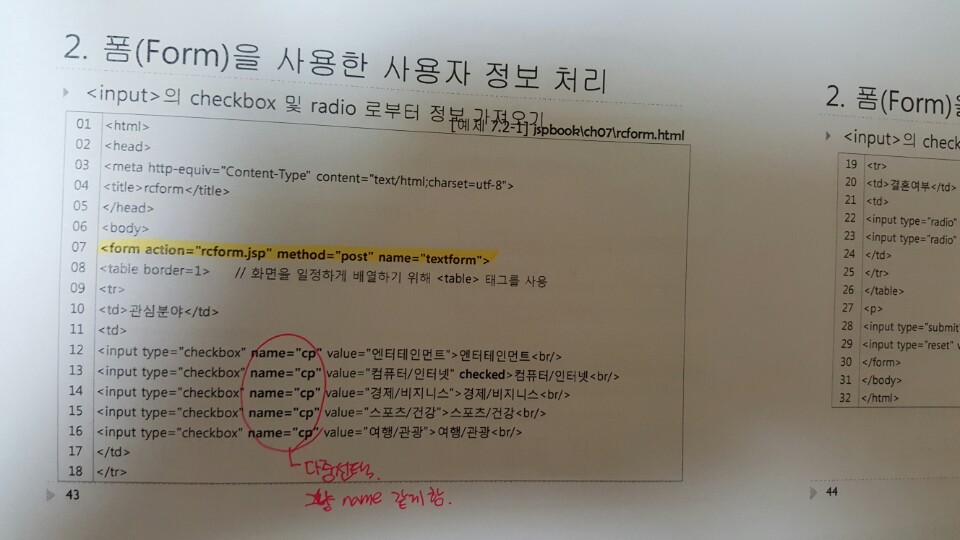 2. 폼(Form)을 사용한 사용자 정보 처리
<input>의 checkbox 및 radio 로부터 정보 가져오기
[예제 7.2-1] jspbook\ch07\rcform.html
01 <html>
02 <head>
03 <meta http-equiv="Content-Type" content="text/html;charset=utf-8">
04 <title>rcform</title>
05 </head>
06 <body>
07 <form action="rcform.jsp" method="post" name="textform">
08 <table border=1> // 화면을 일정하게 배열하기 위해 <table> 태그를 사용
09 <tr>
10 <td>관심분야</td>
11 <td>
12 <input type="checkbox" name="cp" value="엔터테인먼트">엔터테인먼트<br/>
13 <input type="checkbox" name="cp" value="컴퓨터/인터넷" checked>컴퓨터/인터넷<br/>
14 <input type="checkbox" name="cp" value="경제/비지니스">경제/비지니스<br/>
15 <input type="checkbox" name="cp" value="스포츠/건강">스포츠/건강<br/>
16 <input type="checkbox" name="cp" value="여행/관광">여행/관광<br/>
17 </td>
18 </tr>
다중선택.
name 같게 함.
43
2. 폼(Form)을
<input>의 check
19 <tr>
20 <td>결혼여부</td>
21 <td>
22 <input type="radio"
23 <input type="radio"
24 </td>
25 </tr>
26 </table>
27 <p>
28 <input type="submit
29 <input type="reset" v
30 </form>
31 </body>
32 </html>
44